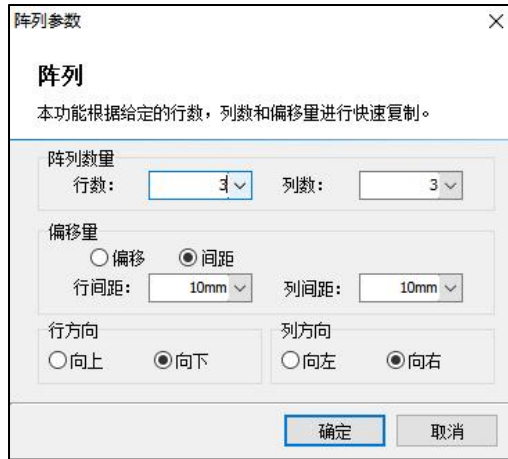 阵列参数
阵列
本功能根据给定的行数，列数和偏移量进行快速复制。
阵列数量
行数： 3 列数： 3
偏移量
偏移 间距
行间距： 10mm 列间距： 10mm
行方向 列方向
向上 向下 向左 向右
确定 取消